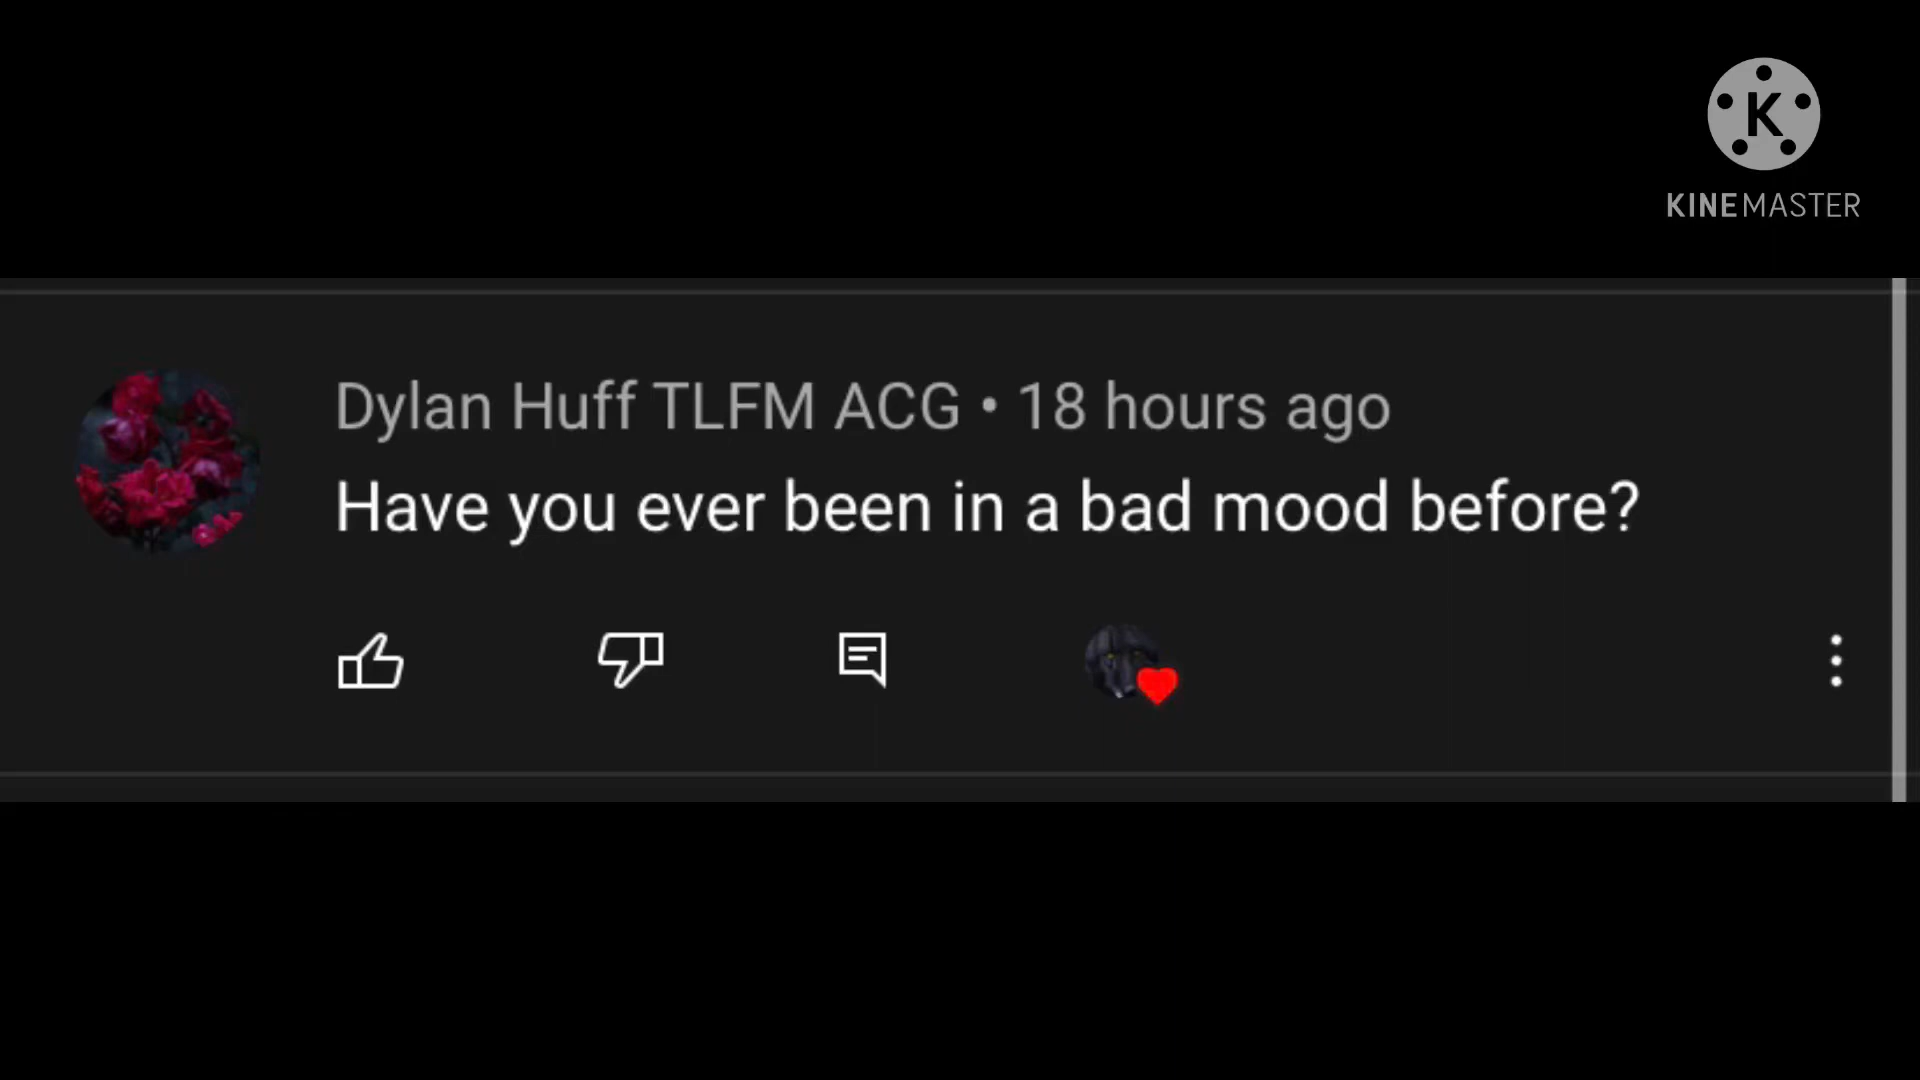 K
KINEMASTER
Dylan Huff TLFM ACG • 18 hours ago
Have you ever been in a bad mood before?